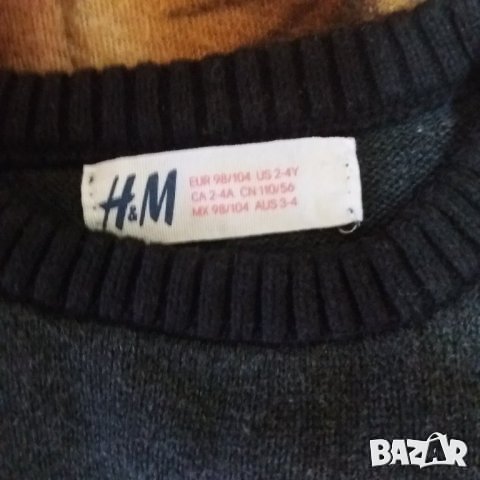 H&M
EUR 98/104 US 2-4Y
CA 2-4A CN 110/56
MX 98/104 AUS 3-4
BAZAR